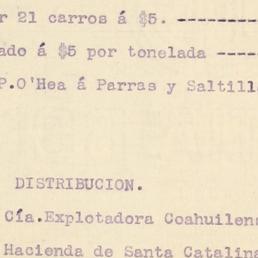 r 21 carros á $5. --------
ado á $5 por tonelada ----
P.O'Hea á Parras y Saltill
DISTRIBUCION.
Cía.Explotadora Coahuilens
Hacienda de Santa Catalina